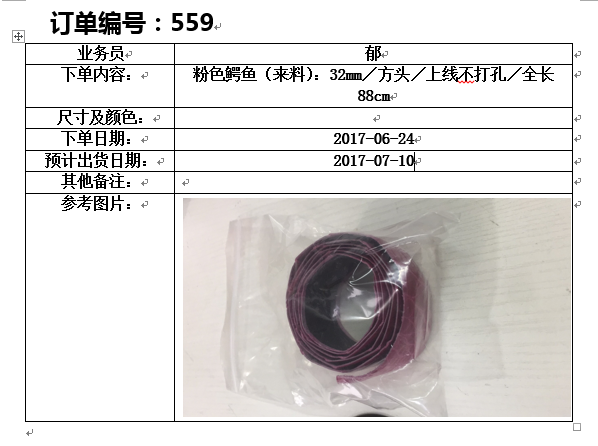 订单编号：559
业务员 郁
下单内容： 粉色鳄鱼（来料）：32mm／方头／上线不打孔／全长
88cm
尺寸及颜色：
下单日期： 2017-06-24
预计出货日期： 2017-07-10
其他备注：
参考图片：